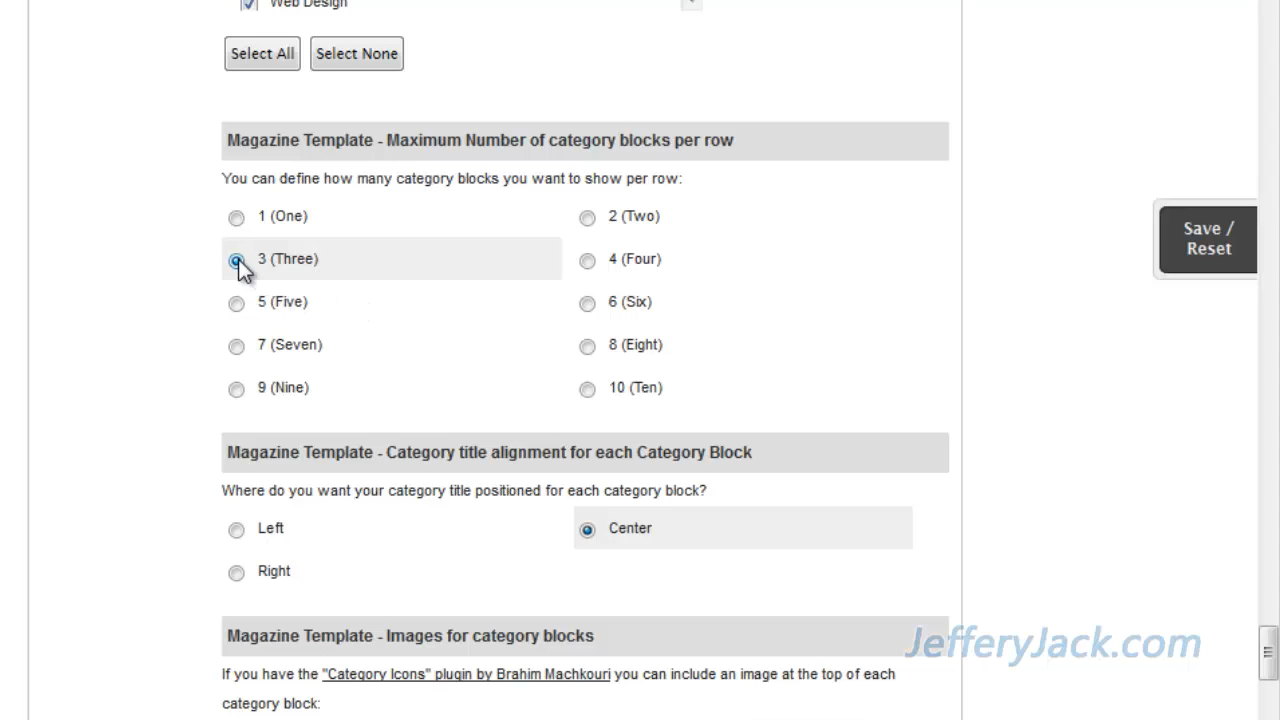 Web Design
Select All Select None
Magazine Template - Maximum Number of category blocks per row
You can define how many category blocks you want to show per row:
1 (One) 2 (Two)
3 (Three) 4 (Four)
5 (Five) 6 (Six)
7 (Seven) 8 (Eight)
9 (Nine) 10 (Ten)
Save /
Reset
Magazine Template - Category title alignment for each Category Block
Where do you want your category title positioned for each category block?
Left Center
Right
Magazine Template - Images for category blocks
JefferyJack.com
If you have the "Category Icons" plugin by Brahim Machkouri you can include an image at the top of each
category block: